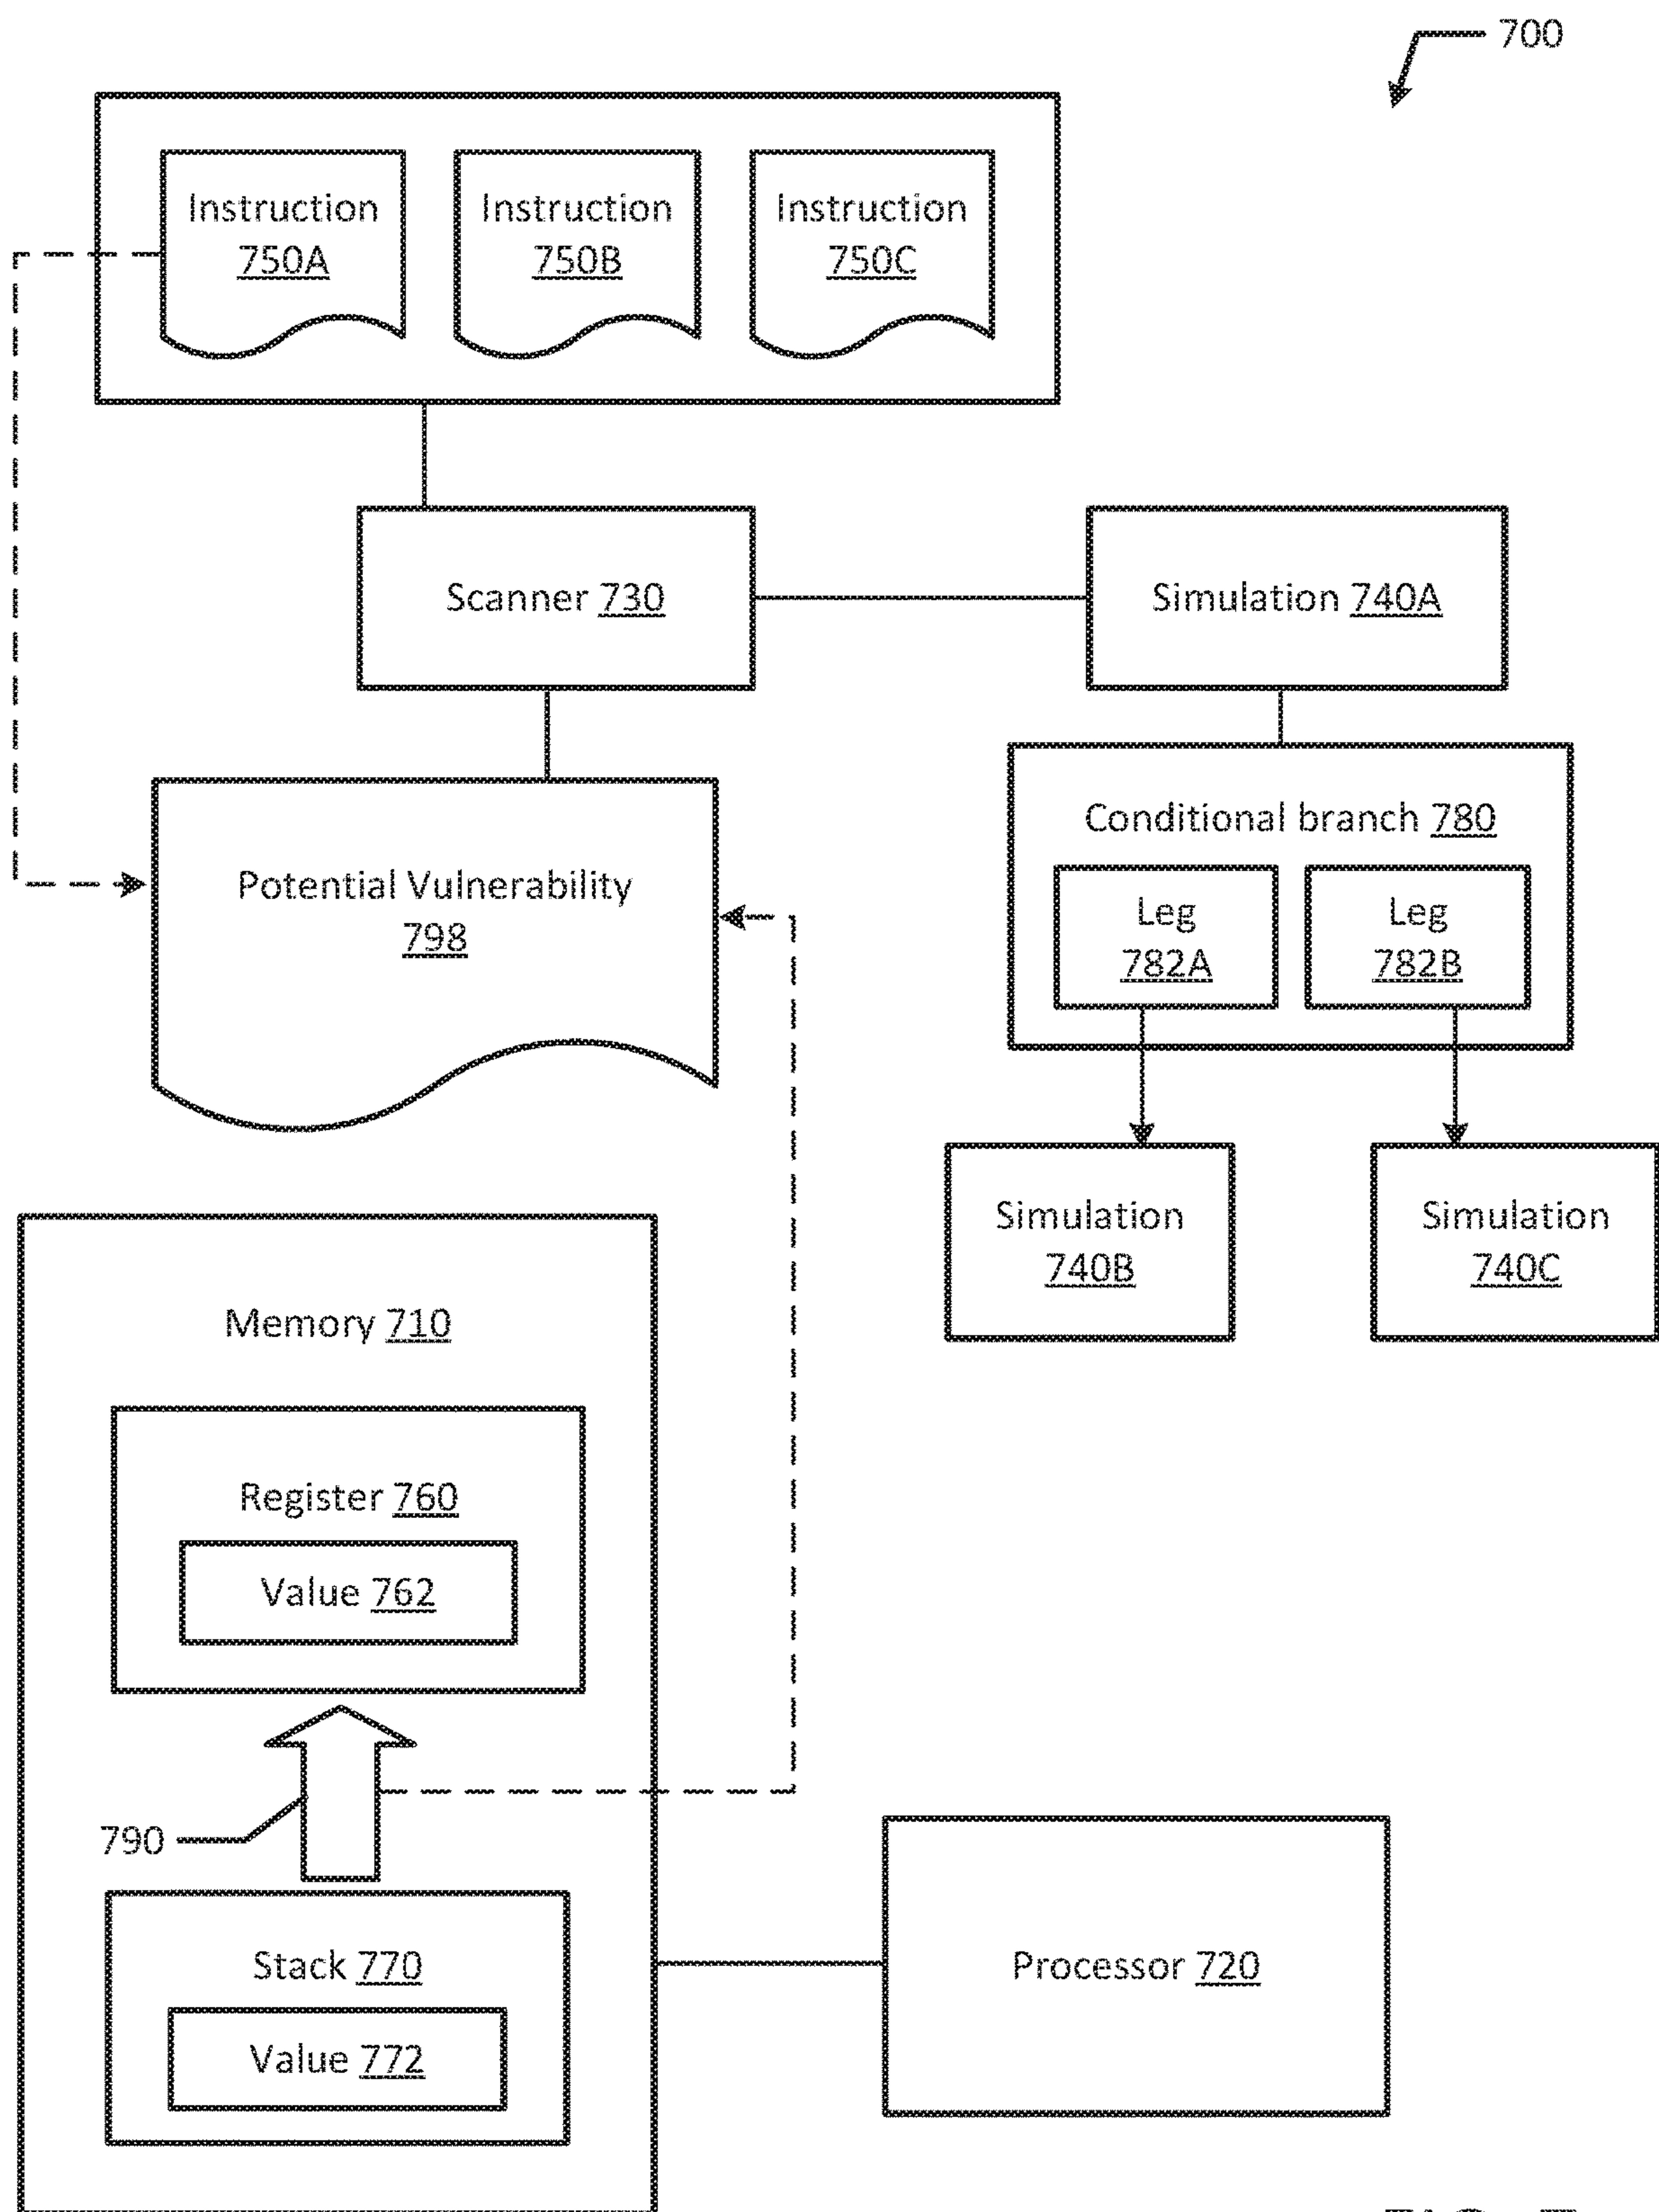 700
Instruction
750A
Instruction
750B
Instruction
750C
Scanner 730
Simulation 740A
Conditional branch 780
Leg
782A
Leg
782B
Potential Vulnerability
798
Simulation
740B
Simulation
740C
Memory 710
Register 760
Value 762
790
Stack 770
Value 772
Processor 720